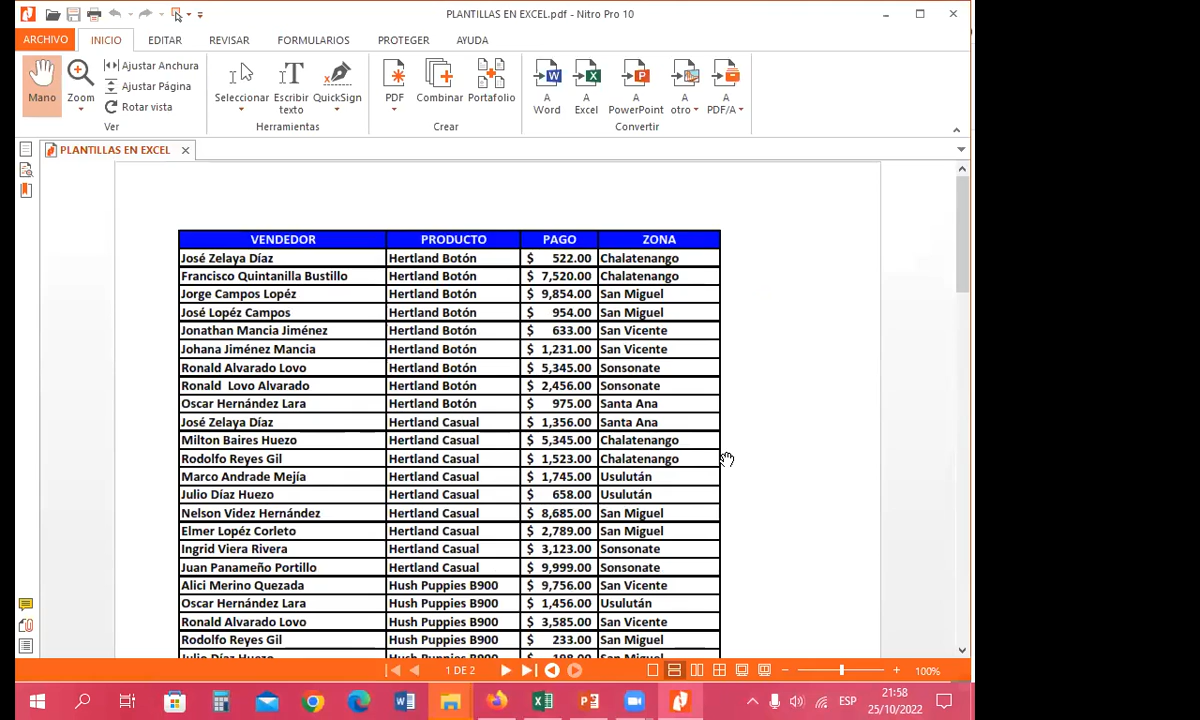 PLANTILLAS EN EXCEL.pdf - Nitro Pro 10
ARCHIVO INICIO EDITAR REVISAR FORMULARIOS PROTEGER AYUDA
Mano
Zoom
Ajustar Anchura
Ajustar Página
Rotar vista
Ver
Seleccionar
Escribir texto
QuickSign
Herramientas
PDF
Combinar
Portafolio
Crear
A Word
A Excel
A PowerPoint
A otro
A PDF/A
Convertir
PLANTILLAS EN EXCEL
VENDEDOR PRODUCTO PAGO ZONA
José Zelaya Díaz Hertland Botón $ 522.00 Chalatenango
Francisco Quintanilla Bustillo Hertland Botón $ 7,520.00 Chalatenango
Jorge Campos Lopéz Hertland Botón $ 9,854.00 San Miguel
José Lopéz Campos Hertland Botón $ 954.00 San Miguel
Jonathan Mancia Jiménez Hertland Botón $ 633.00 San Vicente
Johana Jiménez Mancia Hertland Botón $ 1,231.00 San Vicente
Ronald Alvarado Lovo Hertland Botón $ 5,345.00 Sonsonate
Ronald  Lovo Alvarado Hertland Botón $ 2,456.00 Sonsonate
Oscar Hernández Lara Hertland Botón $ 975.00 Santa Ana
José Zelaya Díaz Hertland Casual $ 1,356.00 Santa Ana
Milton Baires Huezo Hertland Casual $ 5,345.00 Chalatenango
Rodolfo Reyes Gil Hertland Casual $ 1,523.00 Chalatenango
Marco Andrade Mejía Hertland Casual $ 1,745.00 Usulután
Julio Díaz Huezo Hertland Casual $ 658.00 Usulután
Nelson Videz Hernández Hertland Casual $ 8,685.00 San Miguel
Elmer Lopéz Corleto Hertland Casual $ 2,789.00 San Miguel
Ingrid Viera Rivera Hertland Casual $ 3,123.00 Sonsonate
Juan Panameño Portillo Hertland Casual $ 9,999.00 Sonsonate
Alici Merino Quezada Hush Puppies B900 $ 9,756.00 San Vicente
Oscar Hernández Lara Hush Puppies B900 $ 1,456.00 Usulután
Ronald Alvarado Lovo Hush Puppies B900 $ 3,585.00 San Vicente
Rodolfo Reyes Gil Hush Puppies B900 $ 233.00 San Miguel
Julio Díaz Huezo Hush Puppies B900 $ San Miguel
1 DE 2
100%
ESP
21:58
25/10/2022